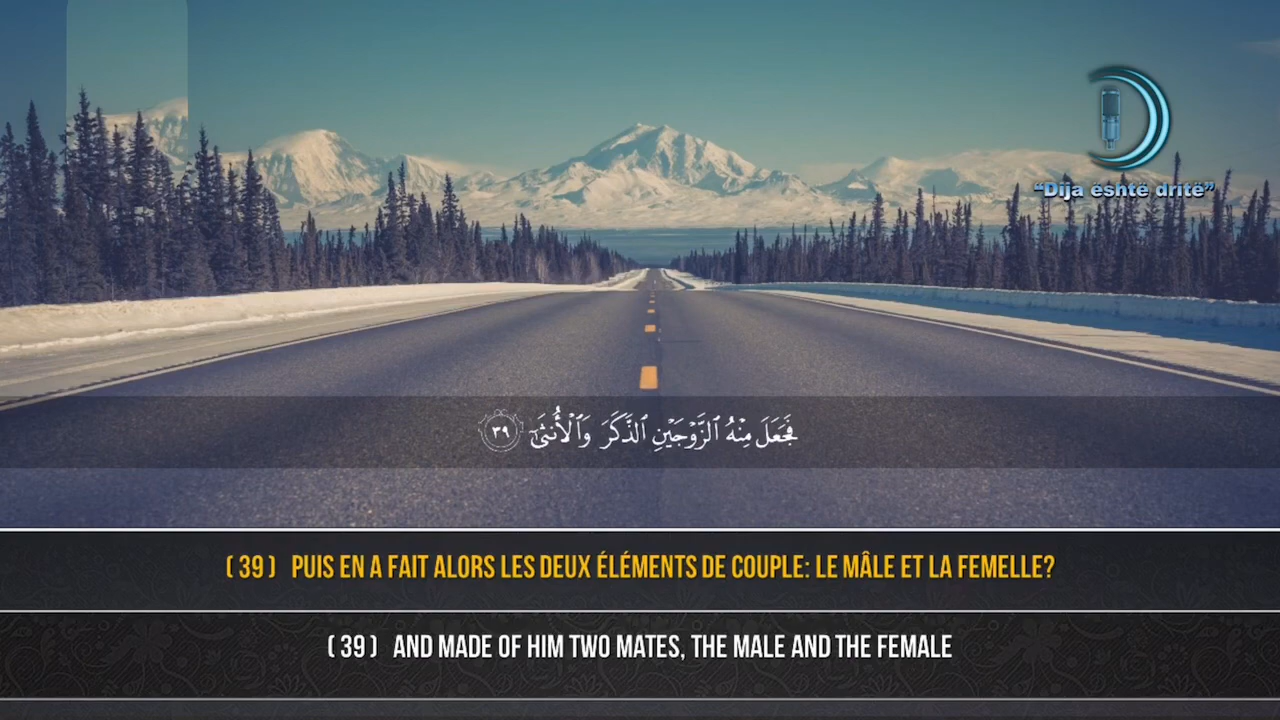 “Dija është dritë”
فَجَعَلَ مِنْهُ ٱلزَّوْجَيْنِ ٱلذَّكَرَ وَٱلْأُنثَىٰٓ ٣٩
( 39 ) PUIS EN A FAIT ALORS LES DEUX ÉLÉMENTS DE COUPLE: LE MÂLE ET LA FEMELLE?
( 39 ) AND MADE OF HIM TWO MATES, THE MALE AND THE FEMALE